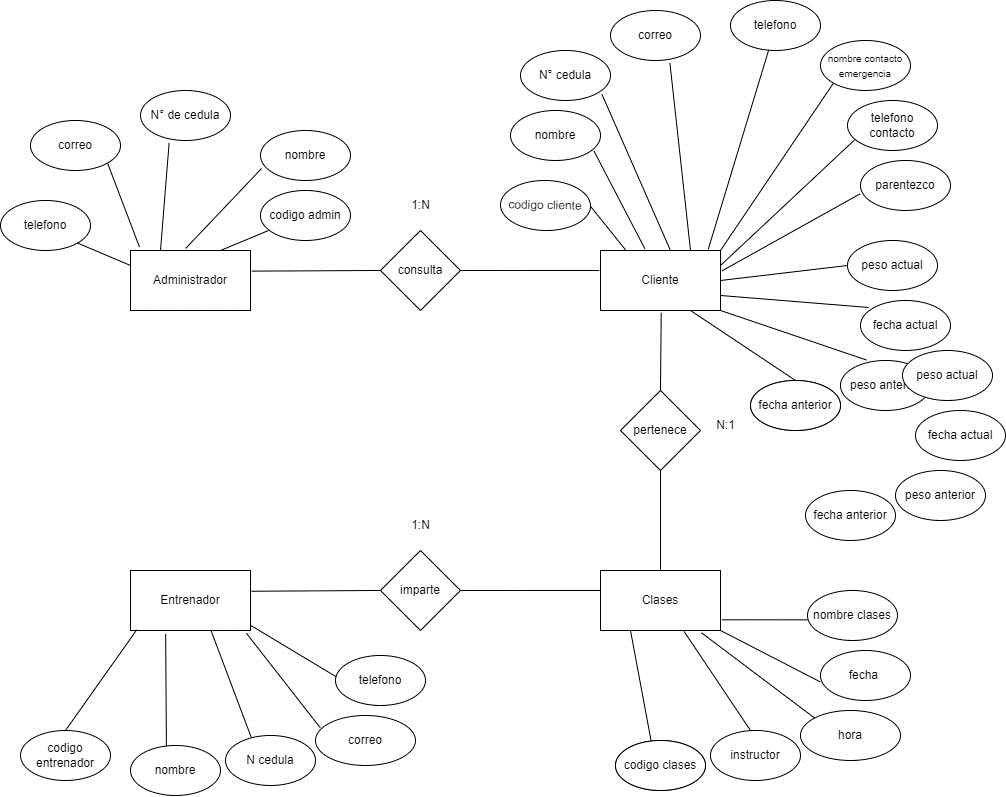 telefono
correo
nombre contacto
emergencia
N° cedula
N° de cedula
telefono
contacto
nombre
correo
nombre
parentezco
codigo cliente
codigo admin
1:N
telefono
peso actual
Administrador
consulta
Cliente
fecha actual
peso actual
peso anter
fecha anterior
pertenece
N:1
fecha actual
peso anterior
fecha anterior
1:N
imparte
Entrenador
Clases
nombre clases
fecha
telefono
hora
correo
codigo
entrenador
instructor
N cedula
codigo clases
nombre